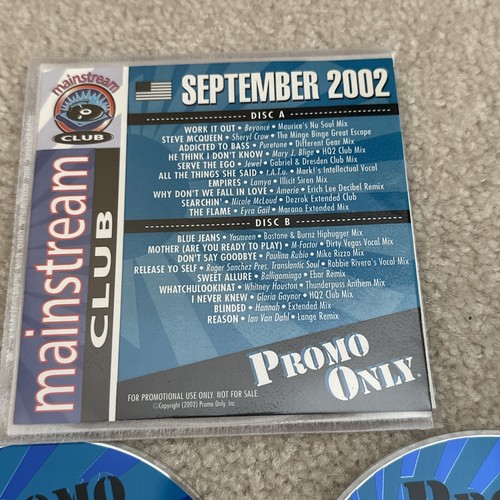 mainstream
CLUB
mainstream
CLUB
SEPTEMBER 2002
DISC A
WORK IT OUT • Beyoncé • Maurice's Nu Soul Mix
STEVE MCQUEEN • Sheryl Crow • The Minge Binge Great Escape
ADDICTED TO BASS • Puretone • Different Gear Mix
HE THINK I DON'T KNOW • Mary J. Blige • HQ2 Club Mix
SERVE THE EGO • Jewel • Gabriel & Dresden Club Mix
ALL THE THINGS SHE SAID • t.A.T.u. • Mark!'s Intellectual Vocal
EMPIRES • Lamya • Illicit Siren Mix
WHY DON'T WE FALL IN LOVE • Amerie • Erich Lee Decibel Remix
SEARCHIN' • Nicole McLoud • Dezrok Extended Club
THE FLAME • Eyra Gail • Marano Extended Mix
DISC B
BLUE JEANS • Yasmeen • Bastone & Burnz Hiphugger Mix
MOTHER (ARE YOU READY TO PLAY) • M-Factor • Dirty Vegas Vocal Mix
DON'T SAY GOODBYE • Paulina Rubio • Mike Rizzo Mix
RELEASE YO SELF • Roger Sanchez Pres. Translantic Soul • Robbie Rivera's Vocal Mix
SWEET ALLURE • Balligomingo • Ebar Remix
WHATCHULOOKINAT • Whitney Houston • Thunderpuss Anthem Mix
I NEVER KNEW • Gloria Gaynor • HQ2 Club Mix
BLINDED • Hannah • Extended Mix
REASON • Ian Van Dahl • Lange Remix
PROMO
ONLY
FOR PROMOTIONAL USE ONLY. NOT FOR SALE.
©Copyright (2002) Promo Only, Inc.
PROMO